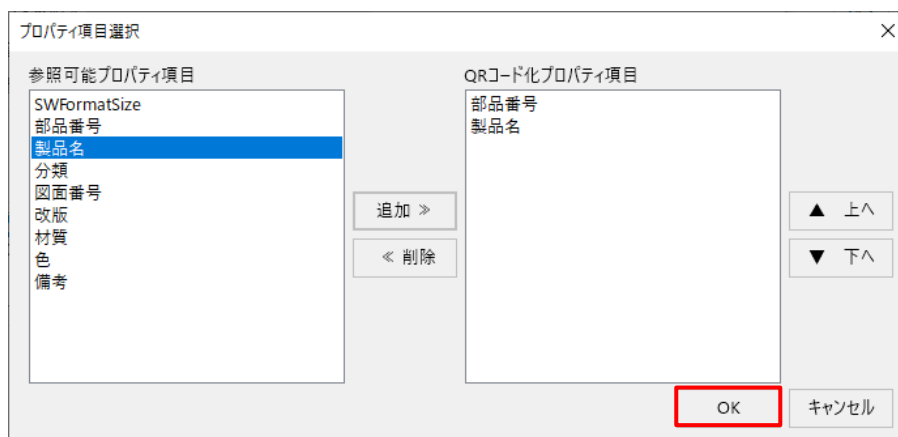 プロパティ項目選択
参照可能プロパティ項目
SWFormatSize
部品番号
製品名
分類
図面番号
改版
材質
色
備考
追加 ≫
≪ 削除
QRコード化プロパティ項目
部品番号
製品名
▲ 上へ
▼ 下へ
OK
キャンセル